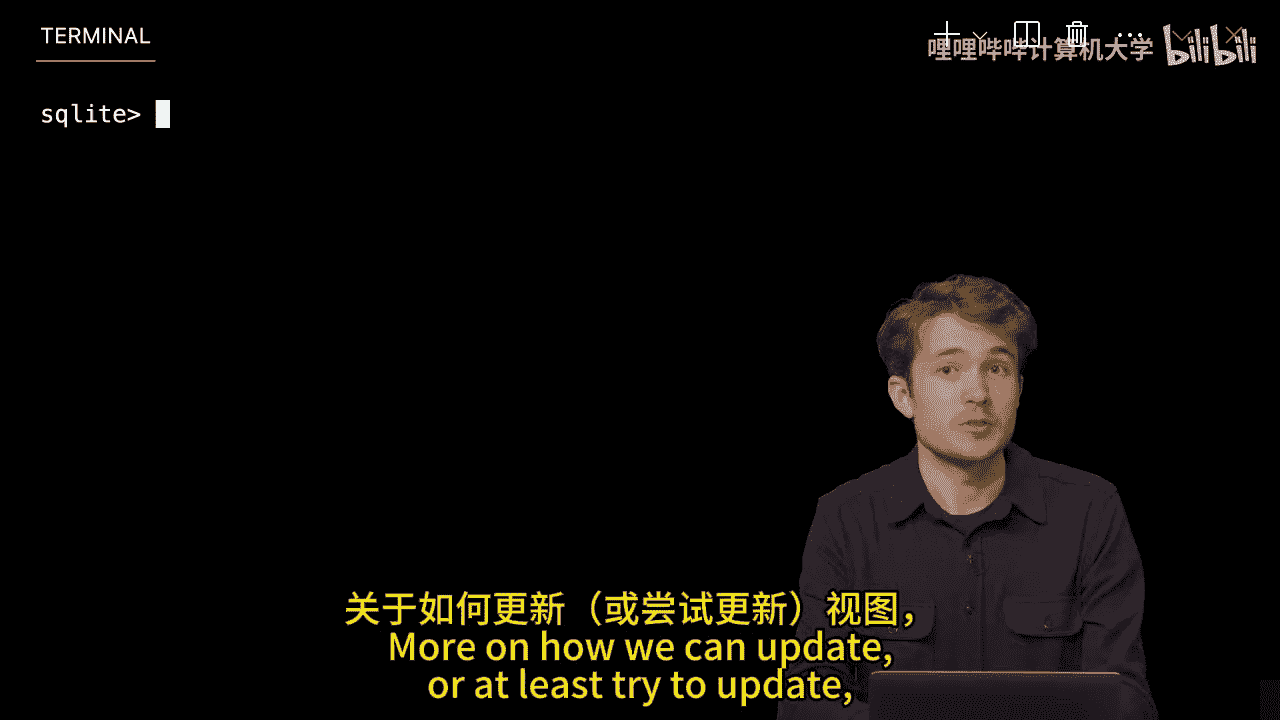 TERMINAL
哩哩哔哔计算机大学 bilibili
sqlite>
关于如何更新（或尝试更新）视图，
More on how we can update,
or at least try to update,